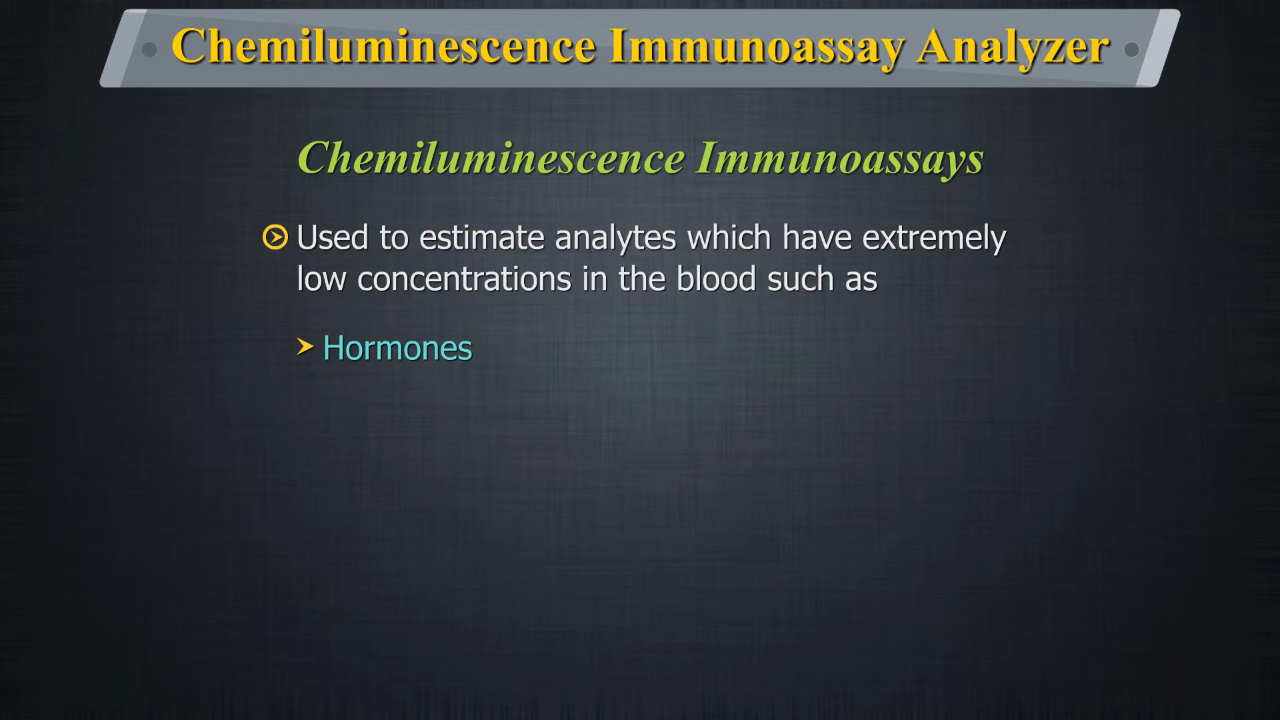 Chemiluminescence Immunoassay Analyzer
Chemiluminescence Immunoassays
Used to estimate analytes which have extremely
low concentrations in the blood such as
Hormones